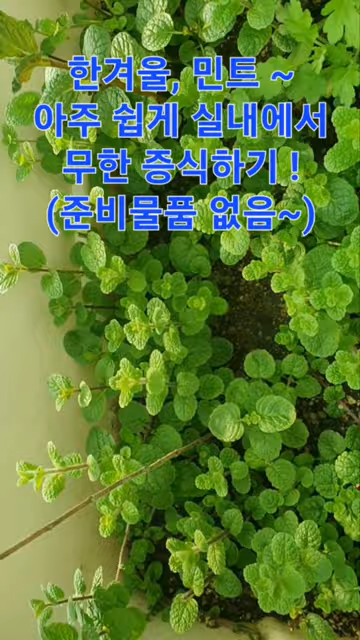 한겨울, 민트 ~
아주 쉽게 실내에서
무한 증식하기 !
(준비물품 없음~)